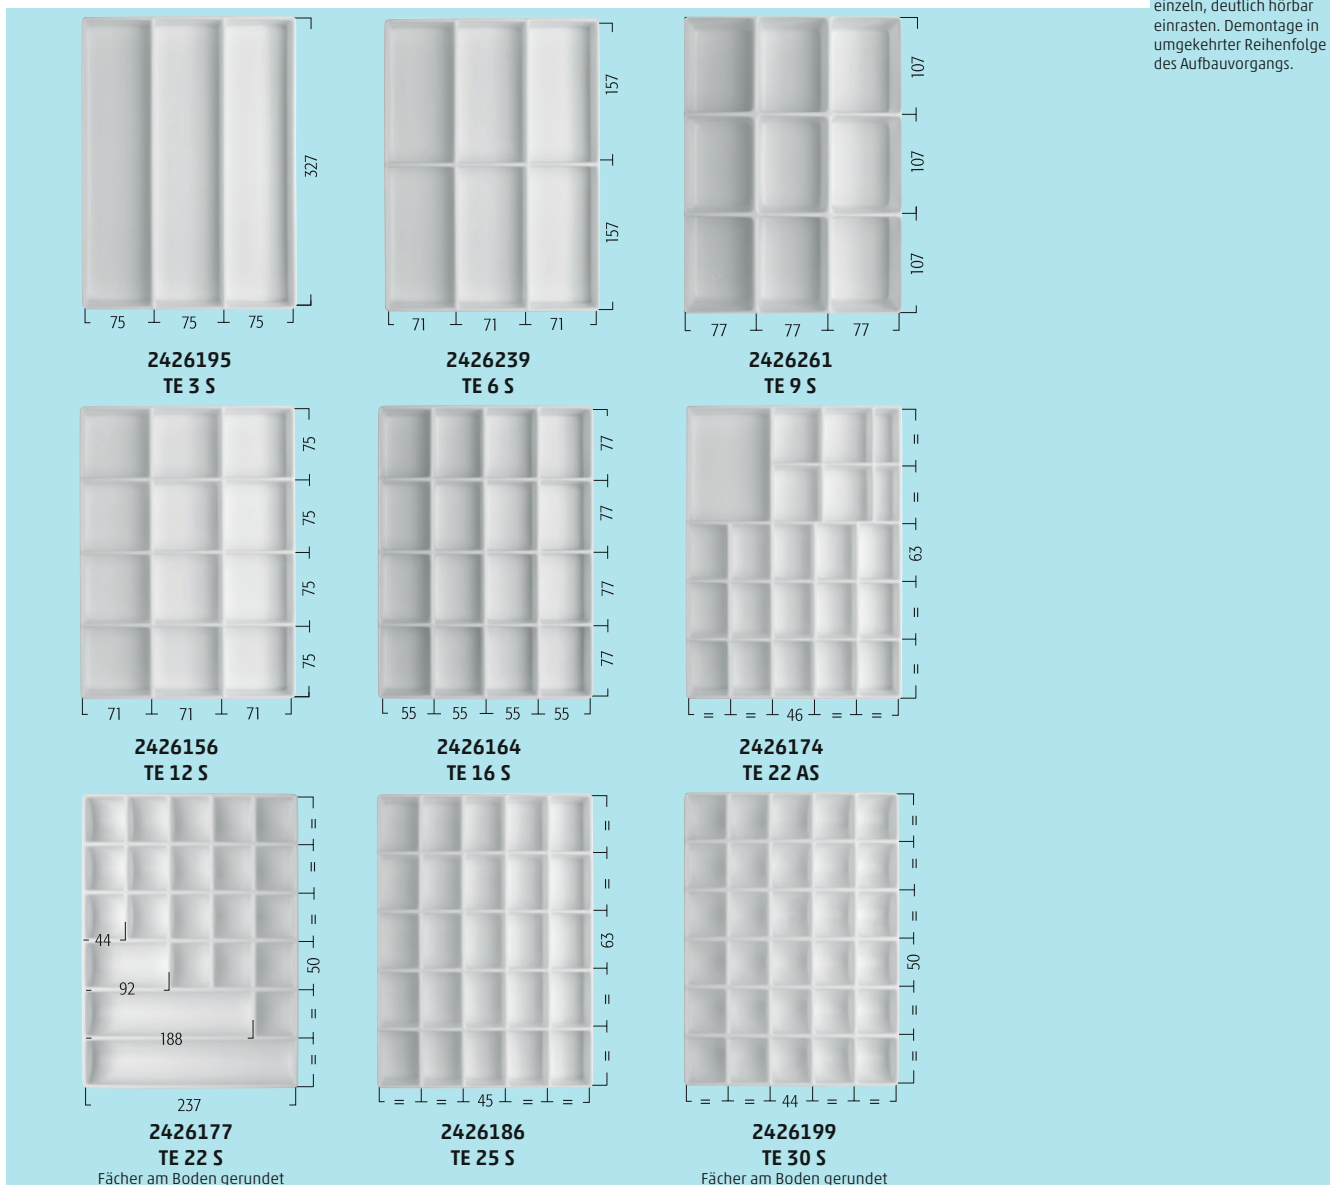 einzeln, deutlich hörbar
einrasten. Demontage in
umgekehrter Reihenfolge
des Aufbauvorgangs.
327
75 75 75
2426195
TE 3 S
157
157
71 71 71
2426239
TE 6 S
107
107
107
77 77 77
2426261
TE 9 S
75
75
75
75
71 71 71
2426156
TE 12 S
77
77
77
77
55 55 55 55
2426164
TE 16 S
=
=
63
=
=
= = 46 = =
2426174
TE 22 AS
=
=
=
50
=
=
44
92
188
237
2426177
TE 22 S
Fächer am Boden gerundet
=
=
63
=
=
= = 45 = =
2426186
TE 25 S
=
=
=
50
=
=
= = 44 = =
2426199
TE 30 S
Fächer am Boden gerundet